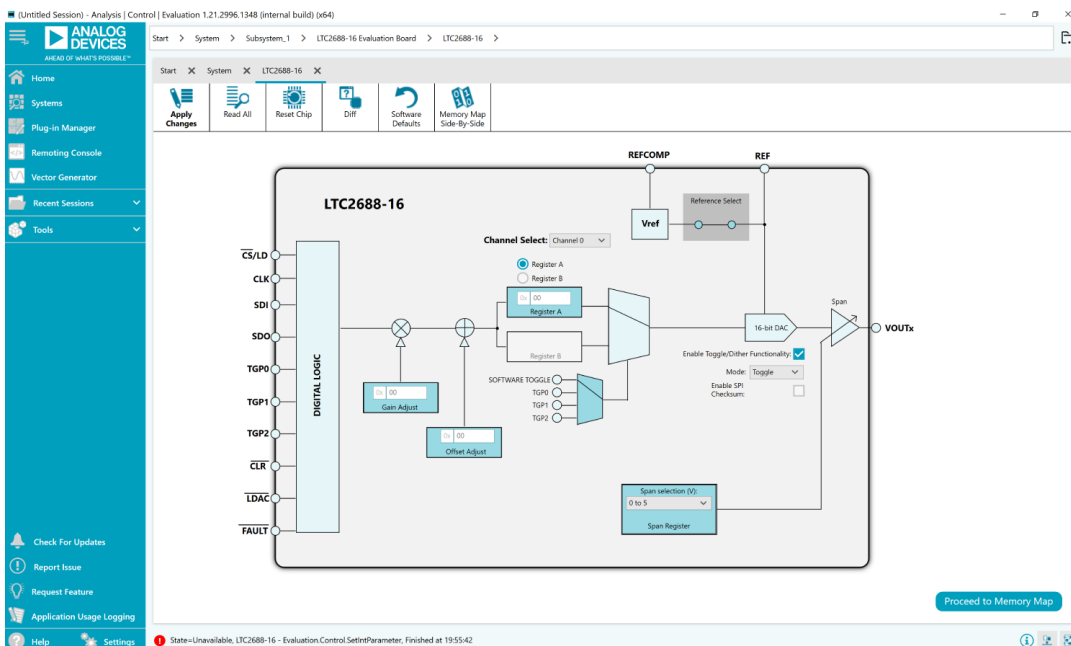 (Untitled Session) - Analysis | Control | Evaluation 1.21.2996.1348 (internal build) (x64)
ANALOG
DEVICES
AHEAD OF WHAT'S POSSIBLE™
Home
Systems
Plug-in Manager
Remoting Console
Vector Generator
Recent Sessions
Tools
Check For Updates
Report Issue
Request Feature
Application Usage Logging
Help Settings
Start > System > Subsystem_1 > LTC2688-16 Evaluation Board > LTC2688-16 >
Start System LTC2688-16
Apply
Changes
Read All
Reset Chip
Diff
Software
Defaults
Memory Map
Side-By-Side
REFCOMP
REF
LTC2688-16
Reference Select
Vref
Channel Select: Channel 0
Register A
Register B
0x 00
Register A
Register B
CS/LD
CLK
SDI
SDO
TGP0
TGP1
TGP2
CLR
LDAC
FAULT
DIGITAL LOGIC
0x 00
Gain Adjust
0x 00
Offset Adjust
SOFTWARE TOGGLE
TGP0
TGP1
TGP2
16-bit DAC
Span
VOUTx
Enable Toggle/Dither Functionality:
Mode: Toggle
Enable SPI
Checksum:
Span selection (V):
0 to 5
Span Register
Proceed to Memory Map
State=Unavailable, LTC2688-16 - Evaluation.Control.SetIntParameter, Finished at 19:55:42